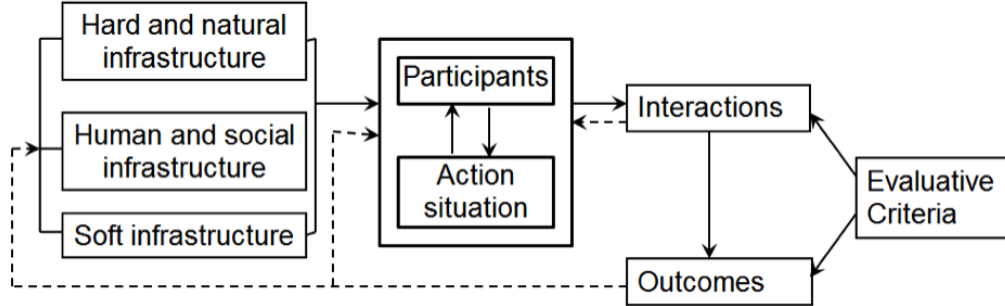 Hard and natural
infrastructure
Human and social
infrastructure
Soft infrastructure
Participants
Action
situation
Interactions
Outcomes
Evaluative
Criteria